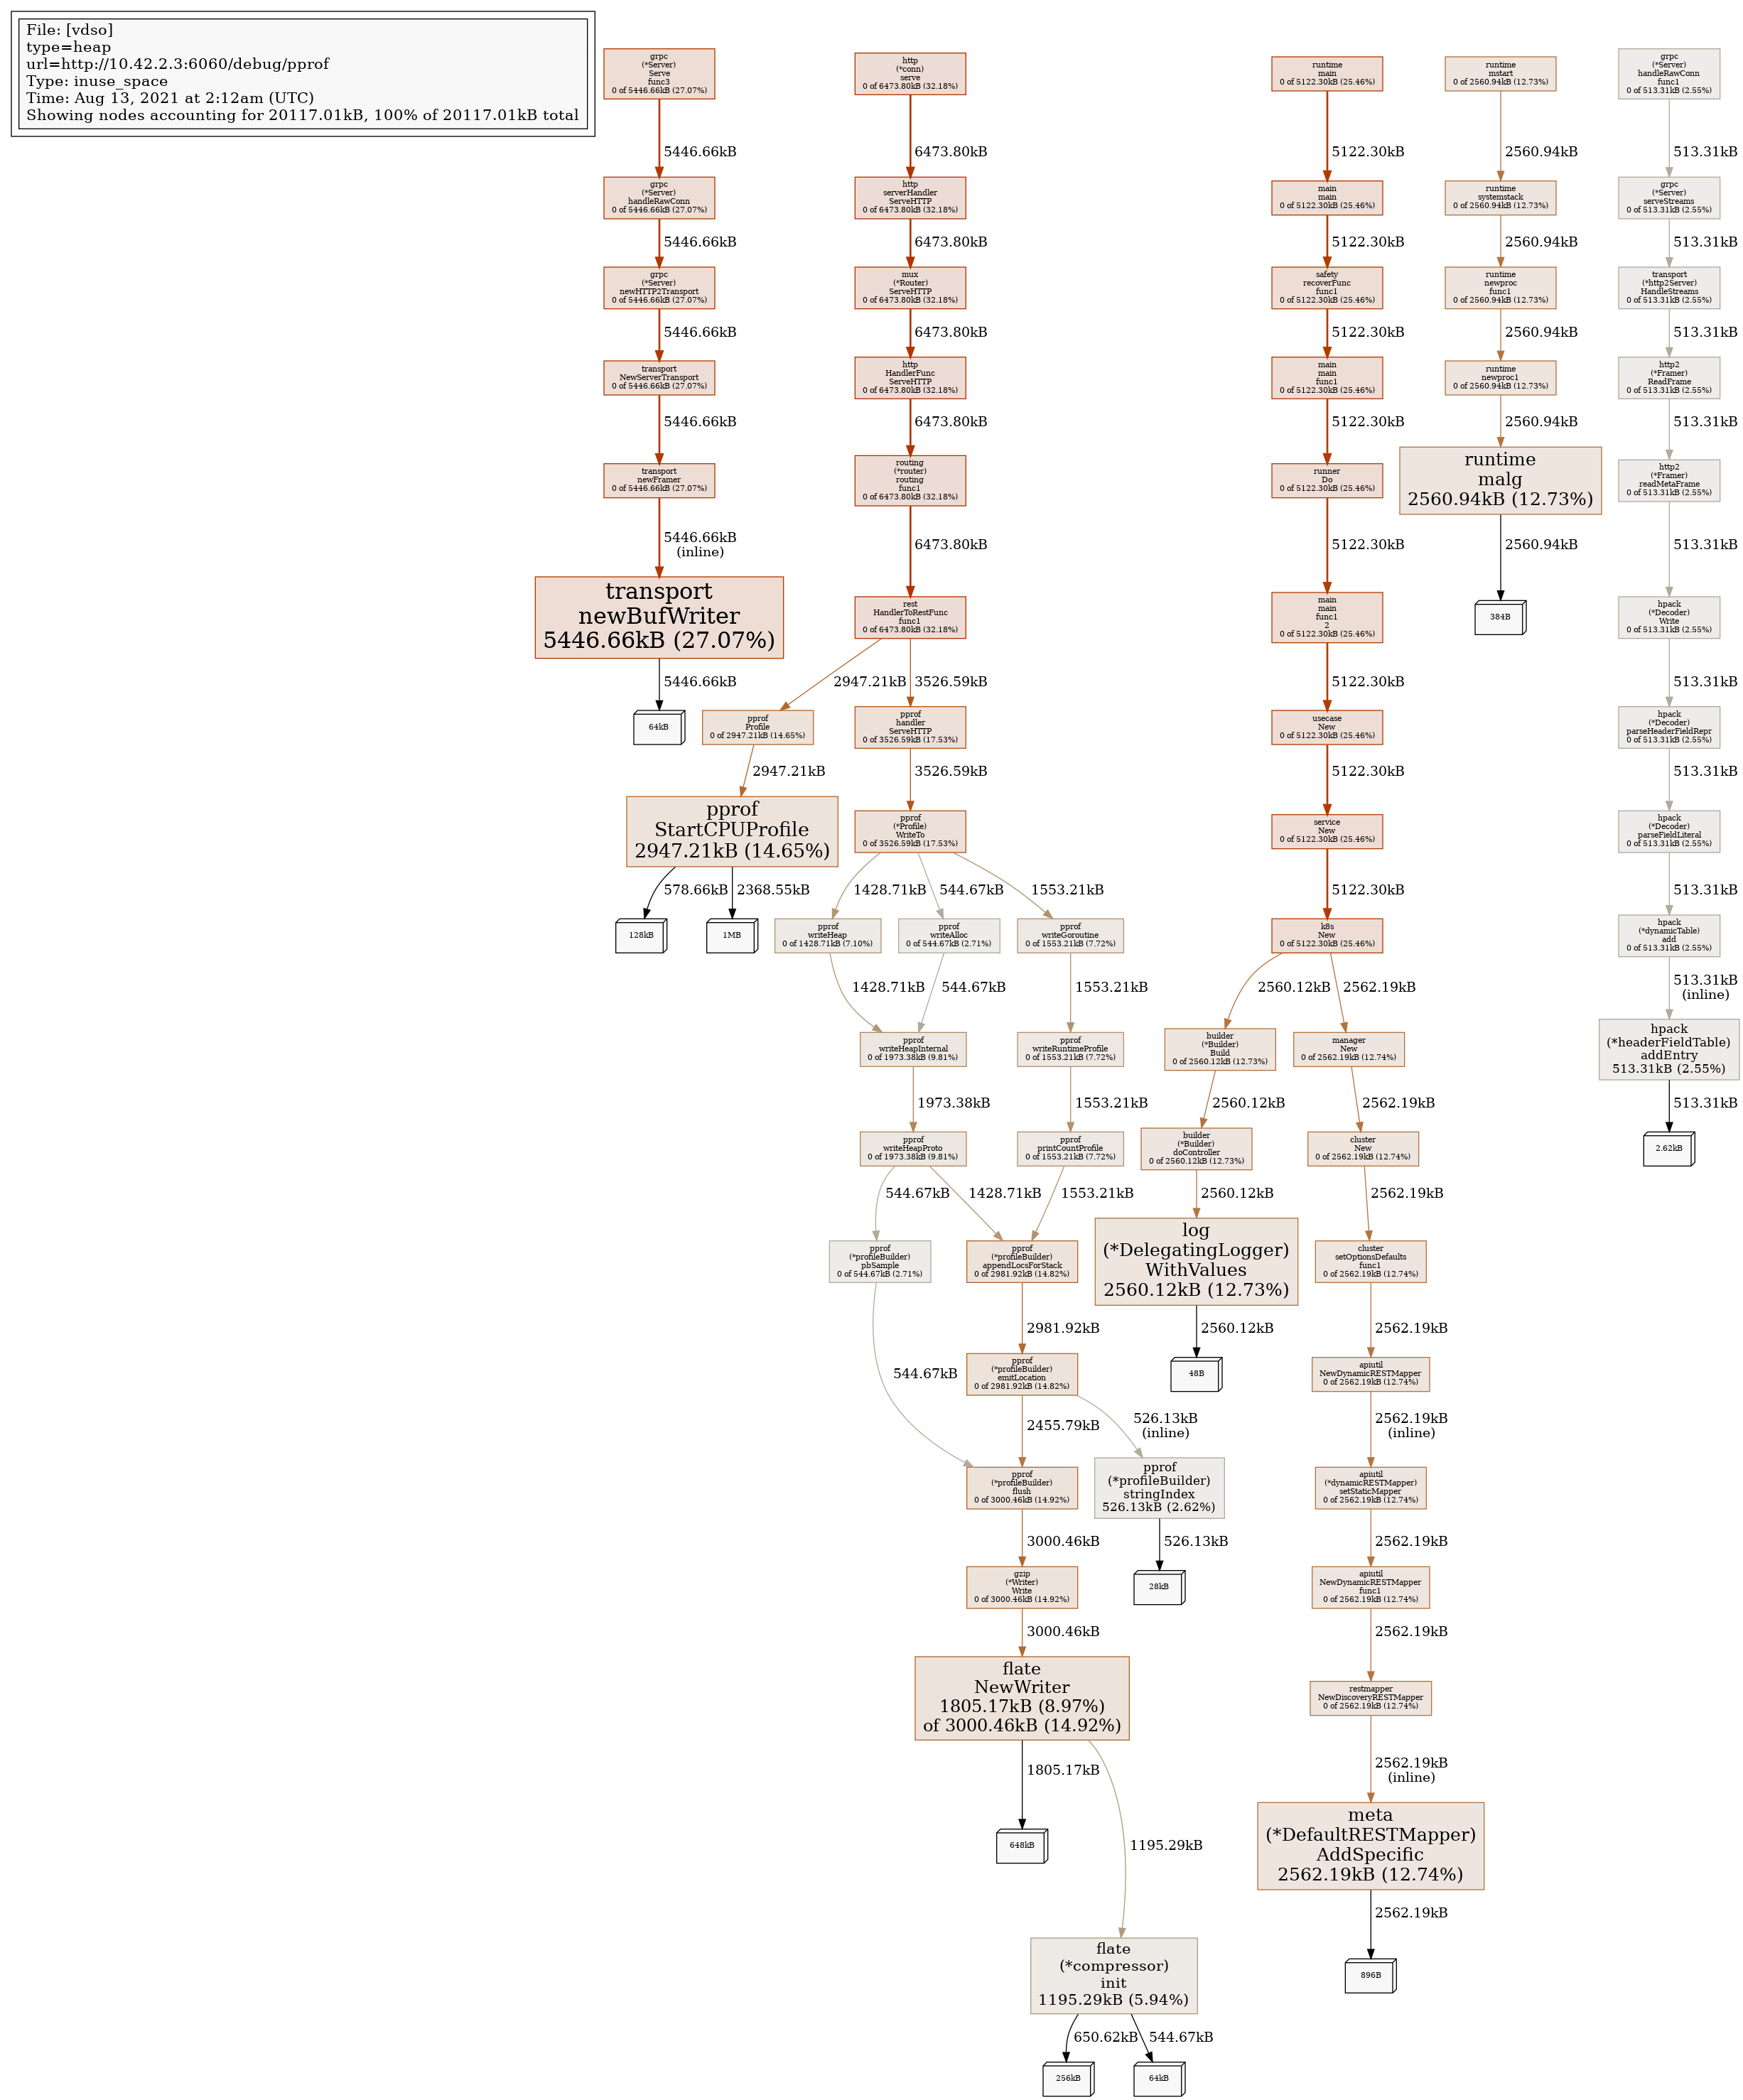 File: [vdso]
type=heap
url=http://10.42.2.3:6060/debug/pprof
Type: inuse_space
Time: Aug 13, 2021 at 2:12am (UTC)
Showing nodes accounting for 20117.01kB, 100% of 20117.01kB total
grpc
(*Server)
Serve
func3
0 of 5446.66kB (27.07%)
5446.66kB
grpc
(*Server)
handleRawConn
0 of 5446.66kB (27.07%)
5446.66kB
grpc
(*Server)
newHTTP2Transport
0 of 5446.66kB (27.07%)
5446.66kB
transport
NewServerTransport
0 of 5446.66kB (27.07%)
5446.66kB
transport
newFramer
0 of 5446.66kB (27.07%)
5446.66kB
(inline)
transport
newBufWriter
5446.66kB (27.07%)
5446.66kB
64kB
http
(*conn)
serve
0 of 6473.80kB (32.18%)
6473.80kB
http
serverHandler
ServeHTTP
0 of 6473.80kB (32.18%)
6473.80kB
mux
(*Router)
ServeHTTP
0 of 6473.80kB (32.18%)
6473.80kB
http
HandlerFunc
ServeHTTP
0 of 6473.80kB (32.18%)
6473.80kB
routing
(*router)
routing
func1
0 of 6473.80kB (32.18%)
6473.80kB
rest
HandlerToRestFunc
func1
0 of 6473.80kB (32.18%)
2947.21kB
3526.59kB
pprof
Profile
0 of 2947.21kB (14.65%)
2947.21kB
pprof
StartCPUProfile
2947.21kB (14.65%)
578.66kB
2368.55kB
128kB
1MB
pprof
handler
ServeHTTP
0 of 3526.59kB (17.53%)
3526.59kB
pprof
(*Profile)
WriteTo
0 of 3526.59kB (17.53%)
1428.71kB
544.67kB
1553.21kB
pprof
writeHeap
0 of 1428.71kB (7.10%)
pprof
writeAlloc
0 of 544.67kB (2.71%)
pprof
writeGoroutine
0 of 1553.21kB (7.72%)
1428.71kB
544.67kB
1553.21kB
pprof
writeHeapInternal
0 of 1973.38kB (9.81%)
pprof
writeRuntimeProfile
0 of 1553.21kB (7.72%)
1973.38kB
1553.21kB
pprof
writeHeapProto
0 of 1973.38kB (9.81%)
pprof
printCountProfile
0 of 1553.21kB (7.72%)
544.67kB
1428.71kB
1553.21kB
pprof
(*profileBuilder)
pbSample
0 of 544.67kB (2.71%)
pprof
(*profileBuilder)
appendLocsForStack
0 of 2981.92kB (14.82%)
2981.92kB
544.67kB
pprof
(*profileBuilder)
emitLocation
0 of 2981.92kB (14.82%)
2455.79kB
526.13kB
(inline)
pprof
(*profileBuilder)
flush
0 of 3000.46kB (14.92%)
pprof
(*profileBuilder)
stringIndex
526.13kB (2.62%)
3000.46kB
526.13kB
gzip
(*Writer)
Write
0 of 3000.46kB (14.92%)
28kB
3000.46kB
flate
NewWriter
1805.17kB (8.97%)
of 3000.46kB (14.92%)
1805.17kB
648kB
1195.29kB
flate
(*compressor)
init
1195.29kB (5.94%)
650.62kB
544.67kB
256kB
64kB
runtime
main
0 of 5122.30kB (25.46%)
5122.30kB
main
main
0 of 5122.30kB (25.46%)
5122.30kB
safety
recoverFunc
func1
0 of 5122.30kB (25.46%)
5122.30kB
main
main
func1
0 of 5122.30kB (25.46%)
5122.30kB
runner
Do
0 of 5122.30kB (25.46%)
5122.30kB
main
main
func1
2
0 of 5122.30kB (25.46%)
5122.30kB
usecase
New
0 of 5122.30kB (25.46%)
5122.30kB
service
New
0 of 5122.30kB (25.46%)
5122.30kB
k8s
New
0 of 5122.30kB (25.46%)
2560.12kB
2562.19kB
builder
(*Builder)
Build
0 of 2560.12kB (12.73%)
2560.12kB
builder
(*Builder)
doController
0 of 2560.12kB (12.73%)
2560.12kB
log
(*DelegatingLogger)
WithValues
2560.12kB (12.73%)
2560.12kB
48B
manager
New
0 of 2562.19kB (12.74%)
2562.19kB
cluster
New
0 of 2562.19kB (12.74%)
2562.19kB
cluster
setOptionsDefaults
func1
0 of 2562.19kB (12.74%)
2562.19kB
apiutil
NewDynamicRESTMapper
0 of 2562.19kB (12.74%)
2562.19kB
(inline)
apiutil
(*dynamicRESTMapper)
setStaticMapper
0 of 2562.19kB (12.74%)
2562.19kB
apiutil
NewDynamicRESTMapper
func1
0 of 2562.19kB (12.74%)
2562.19kB
restmapper
NewDiscoveryRESTMapper
0 of 2562.19kB (12.74%)
2562.19kB
(inline)
meta
(*DefaultRESTMapper)
AddSpecific
2562.19kB (12.74%)
2562.19kB
896B
runtime
mstart
0 of 2560.94kB (12.73%)
2560.94kB
runtime
systemstack
0 of 2560.94kB (12.73%)
2560.94kB
runtime
newproc
func1
0 of 2560.94kB (12.73%)
2560.94kB
runtime
newproc1
0 of 2560.94kB (12.73%)
2560.94kB
runtime
malg
2560.94kB (12.73%)
2560.94kB
384B
grpc
(*Server)
handleRawConn
func1
0 of 513.31kB (2.55%)
513.31kB
grpc
(*Server)
serveStreams
0 of 513.31kB (2.55%)
513.31kB
transport
(*http2Server)
HandleStreams
0 of 513.31kB (2.55%)
513.31kB
http2
(*Framer)
ReadFrame
0 of 513.31kB (2.55%)
513.31kB
http2
(*Framer)
readMetaFrame
0 of 513.31kB (2.55%)
513.31kB
hpack
(*Decoder)
Write
0 of 513.31kB (2.55%)
513.31kB
hpack
(*Decoder)
parseHeaderFieldRepr
0 of 513.31kB (2.55%)
513.31kB
hpack
(*Decoder)
parseFieldLiteral
0 of 513.31kB (2.55%)
513.31kB
hpack
(*dynamicTable)
add
0 of 513.31kB (2.55%)
513.31kB
(inline)
hpack
(*headerFieldTable)
addEntry
513.31kB (2.55%)
513.31kB
2.62kB